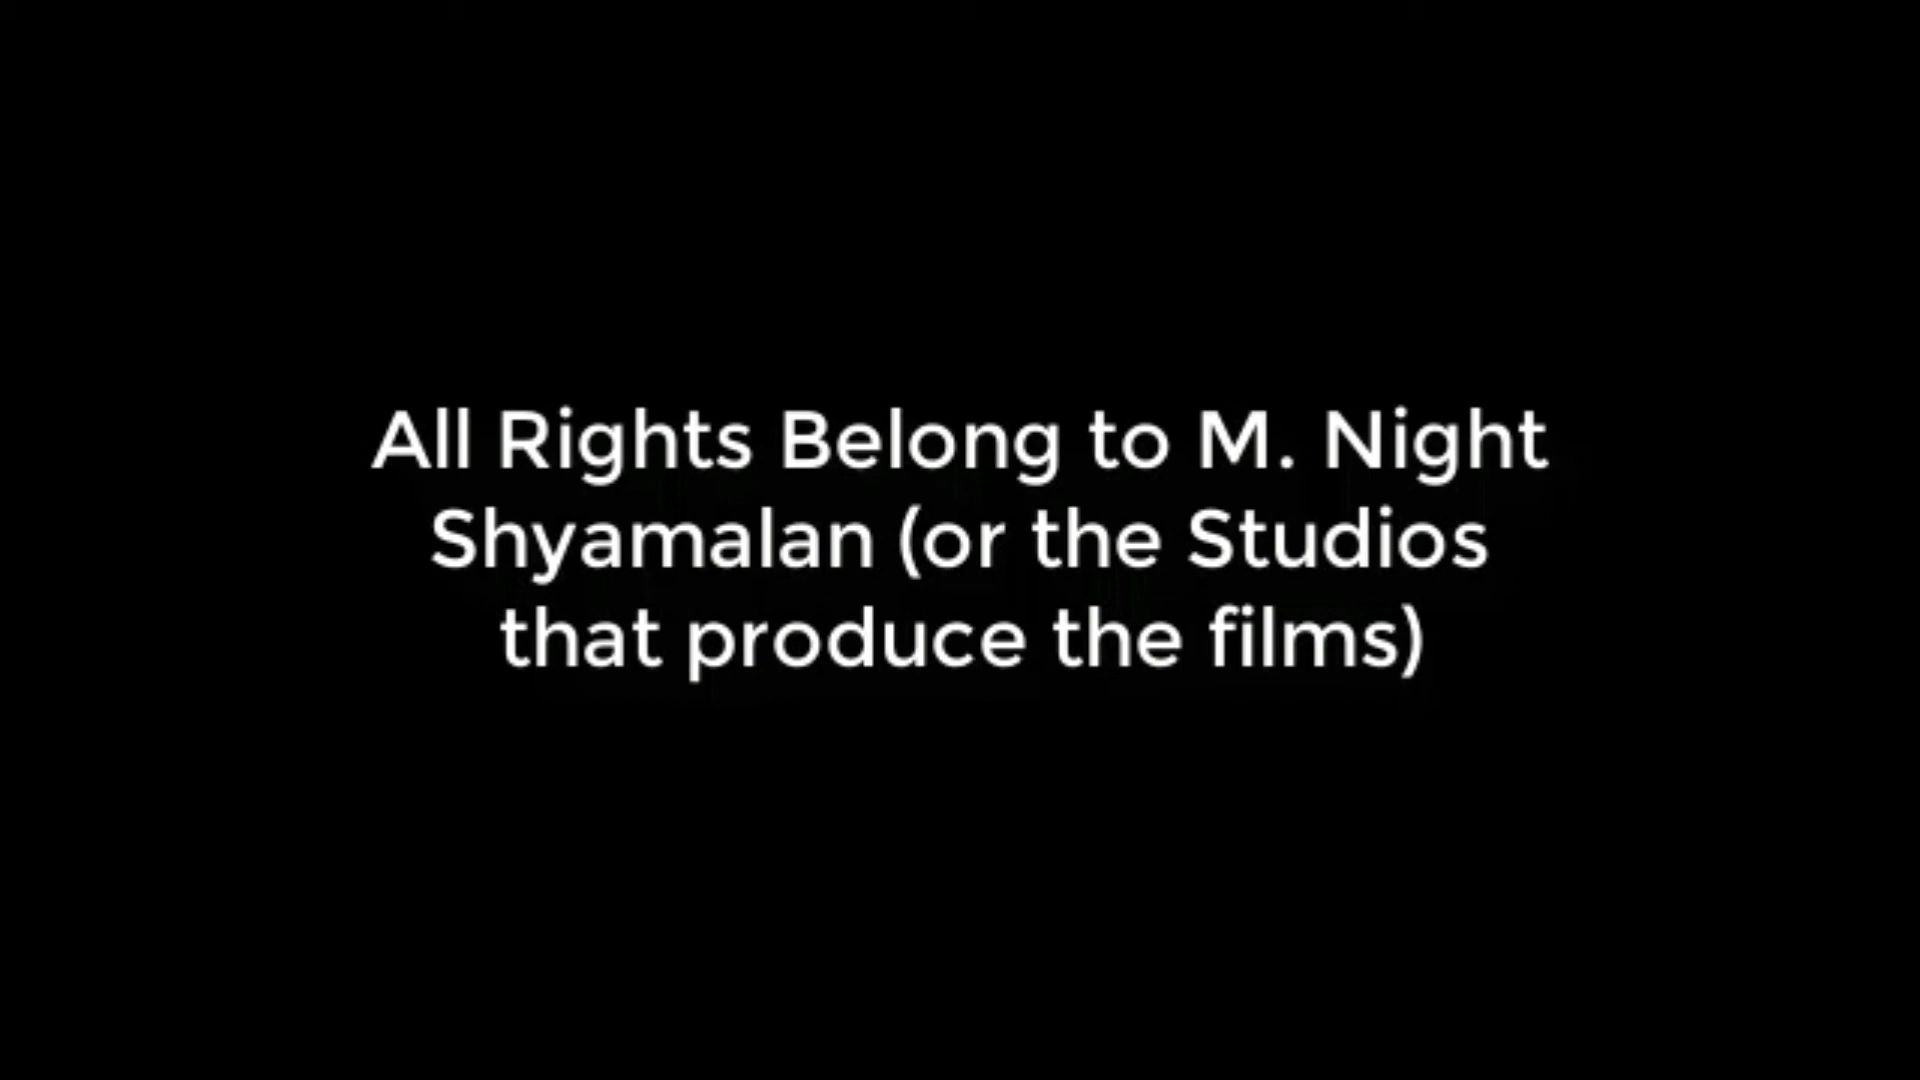 All Rights Belong to M. Night
Shyamalan (or the Studios
that produce the films)